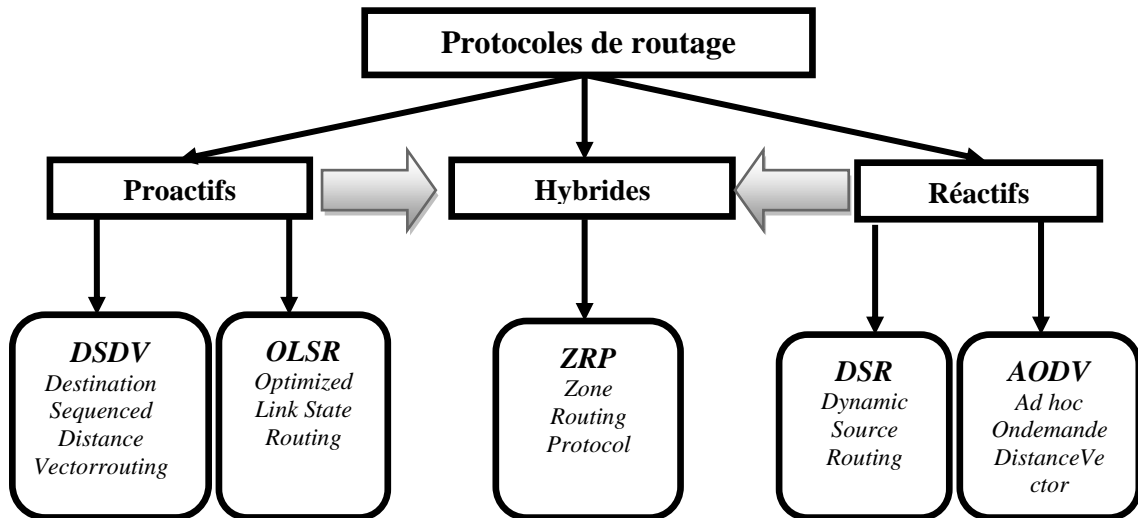 Protocoles de routage
Proactifs
Hybrides
Réactifs
DSDV
Destination
Sequenced
Distance
Vectorrouting
OLSR
Optimized
Link State
Routing
ZRP
Zone
Routing
Protocol
DSR
Dynamic
Source
Routing
AODV
Ad hoc
Ondemande
DistanceVe
ctor